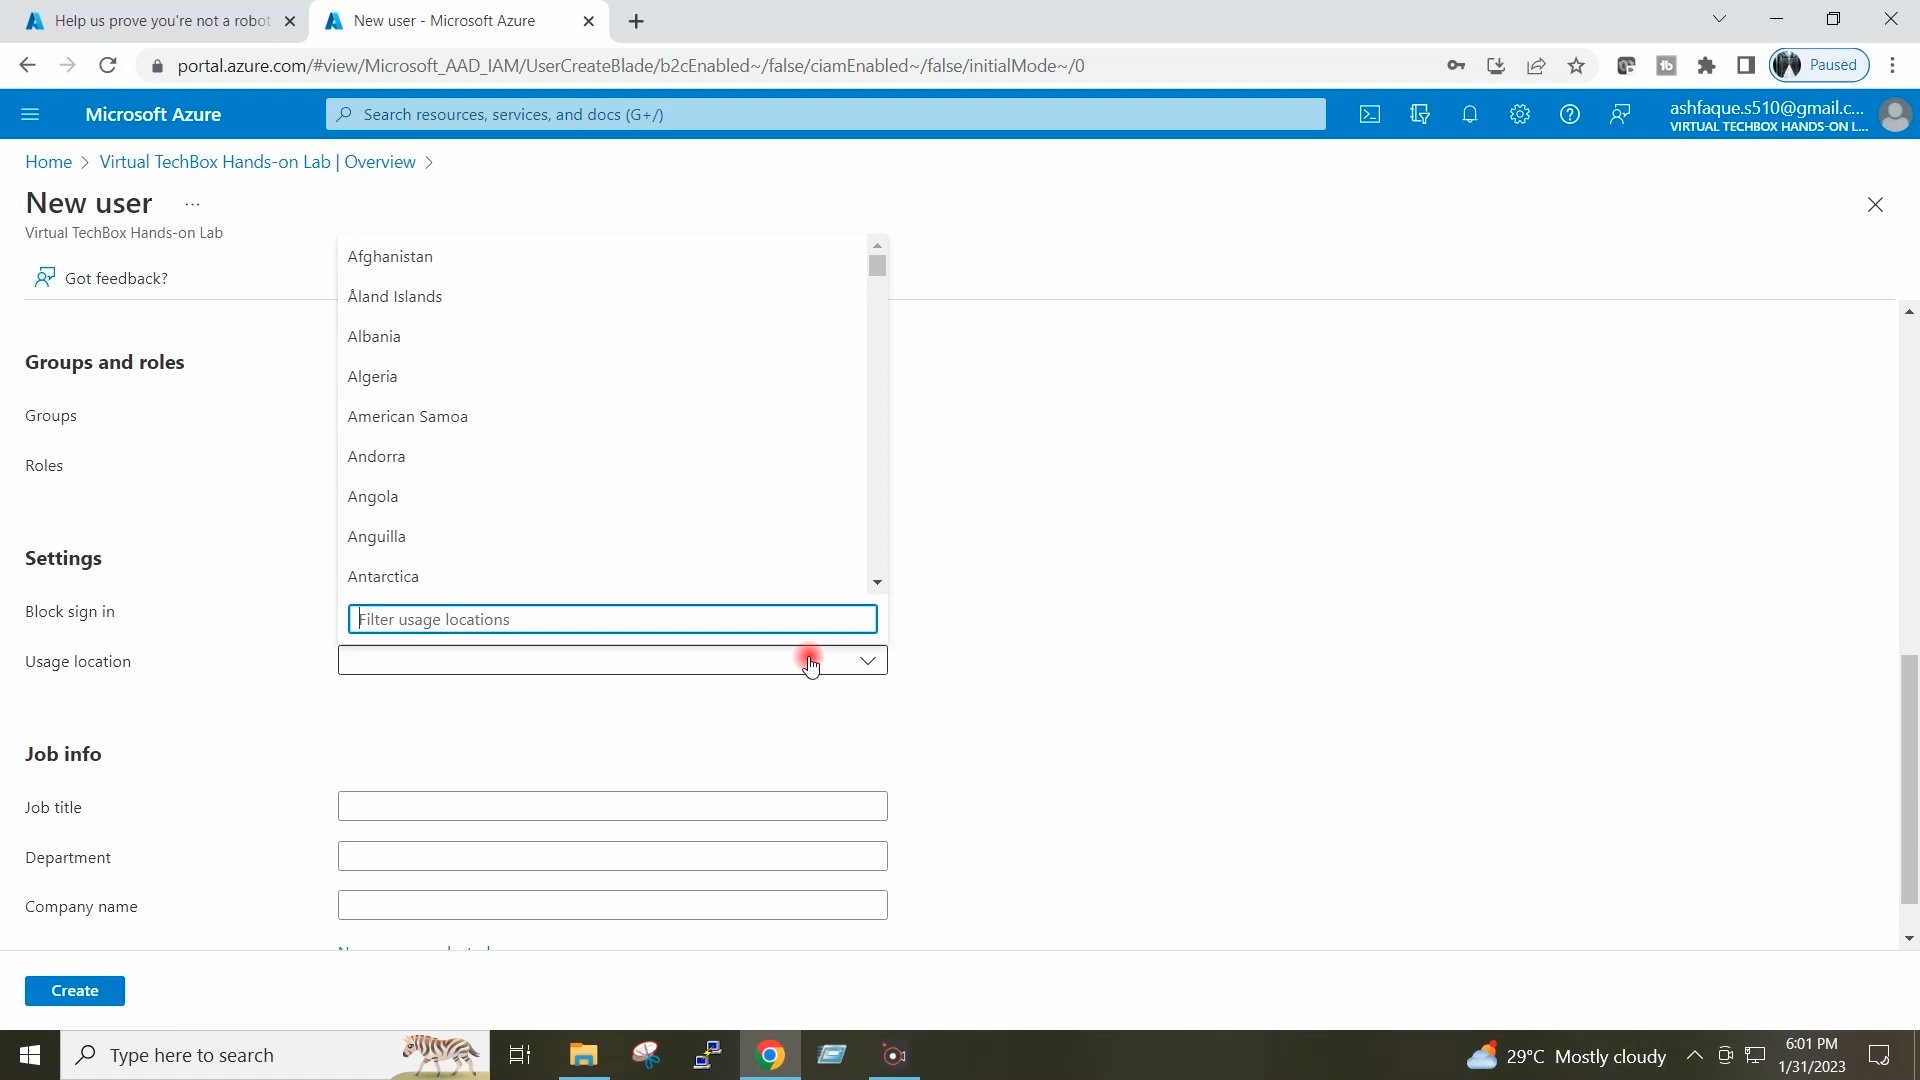 Help us prove you're not a robot
New user - Microsoft Azure
portal.azure.com/#view/Microsoft_AAD_IAM/UserCreateBlade/b2cEnabled~/false/ciamEnabled~/false/initialMode~/0
Paused
Microsoft Azure
Search resources, services, and docs (G+/)
ashfaque.s510@gmail.c...
VIRTUAL TECHBOX HANDS-ON L...
Home > Virtual TechBox Hands-on Lab | Overview >
New user ...
Virtual TechBox Hands-on Lab
Got feedback?
Afghanistan
Åland Islands
Albania
Algeria
American Samoa
Andorra
Angola
Anguilla
Antarctica
Filter usage locations
Groups and roles
Groups
Roles
Settings
Block sign in
Usage location
Job info
Job title
Department
Company name
Create
Type here to search
29°C Mostly cloudy
6:01 PM
1/31/2023